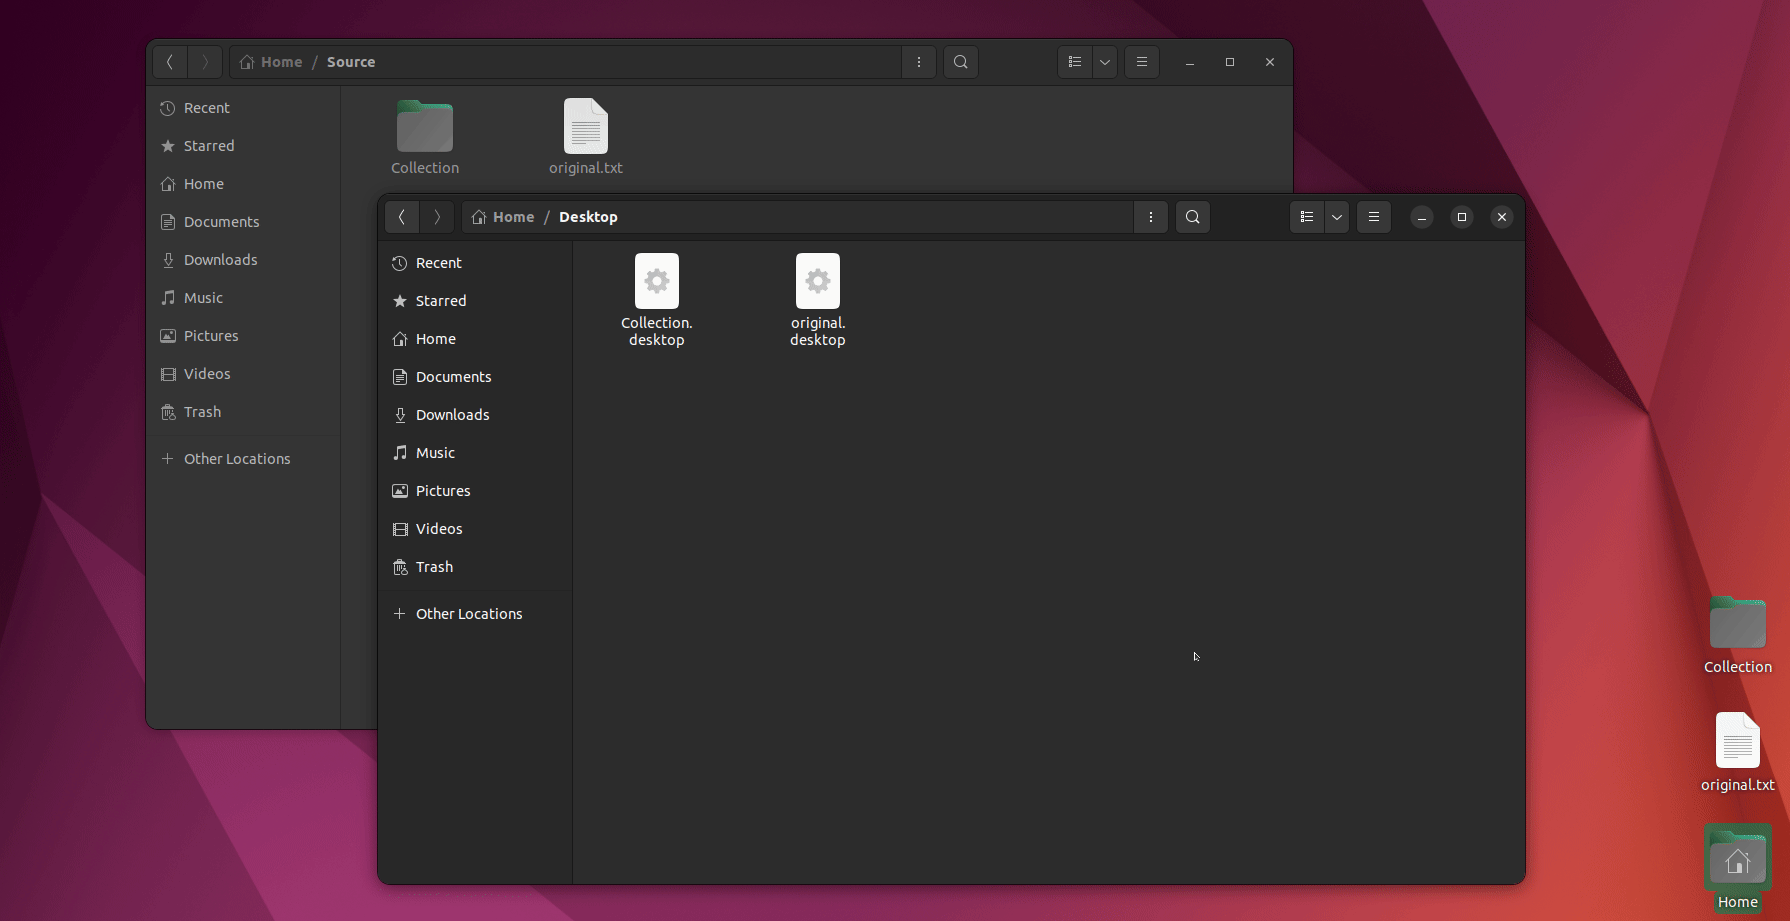 Home / Source
Recent
Starred
Home
Documents
Downloads
Music
Pictures
Videos
Trash
Other Locations
Collection
original.txt
Home / Desktop
Recent
Starred
Home
Documents
Downloads
Music
Pictures
Videos
Trash
Other Locations
Collection.
desktop
original.
desktop
Collection
original.txt
Home